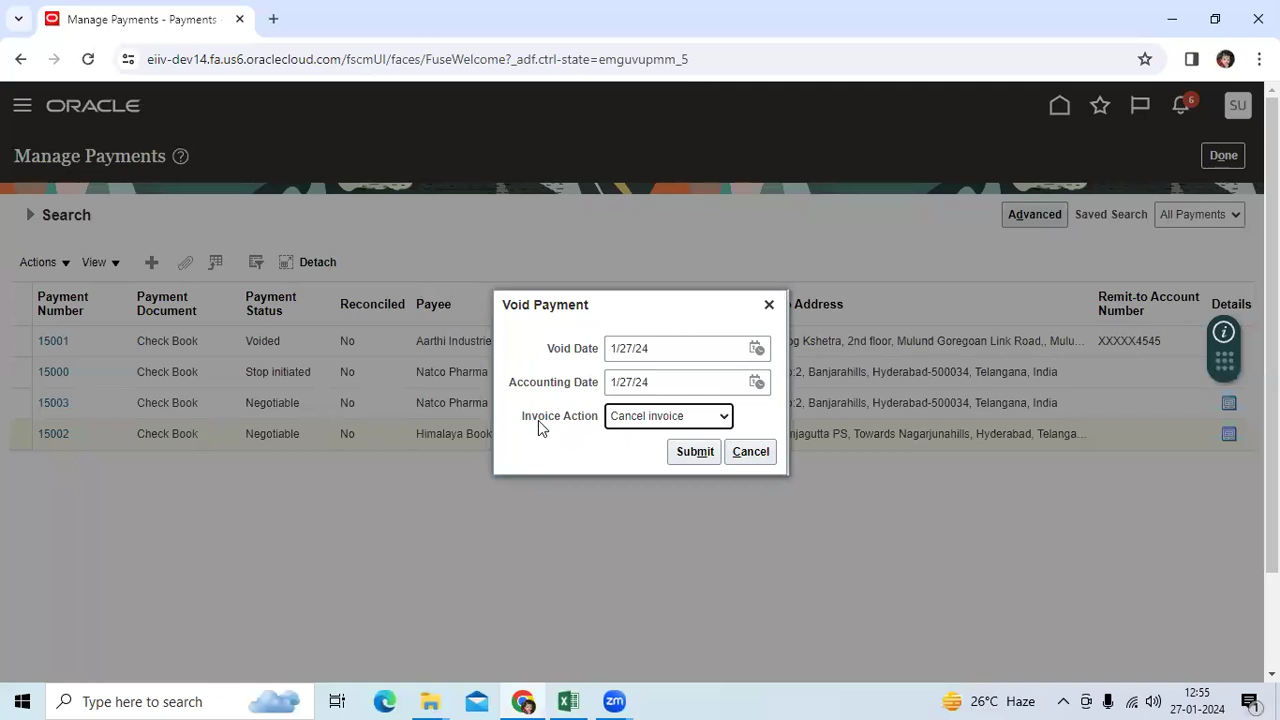 Manage Payments - Payments
eiiv-dev14.fa.us6.oraclecloud.com/fscmUI/faces/FuseWelcome?_adf.ctrl-state=emguvupmm_5
ORACLE
6
SU
Manage Payments
Done
Search
Advanced
Saved Search
All Payments
Actions
View
Detach
Payment Number
Payment Document
Payment Status
Reconciled
Payee
Address
Remit-to Account Number
Details
15001 Check Book Voided No Aarthi Industrie Kshetra, 2nd floor, Mulund Goregoan Link Road,, Mulu... XXXXX4545
15000 Check Book Stop initiated No Natco Pharma :2, Banjarahills, Hyderabad-500034, Telangana, India
15003 Check Book Negotiable No Natco Pharma :2, Banjarahills, Hyderabad-500034, Telangana, India
15002 Check Book Negotiable No Himalaya Book njagutta PS, Towards Nagarjunahills, Hyderabad, Telanga...
Void Payment
Void Date 1/27/24
Accounting Date 1/27/24
Invoice Action Cancel invoice
Submit
Cancel
Type here to search
zm
26°C Haze
12:55
27-01-2024
1